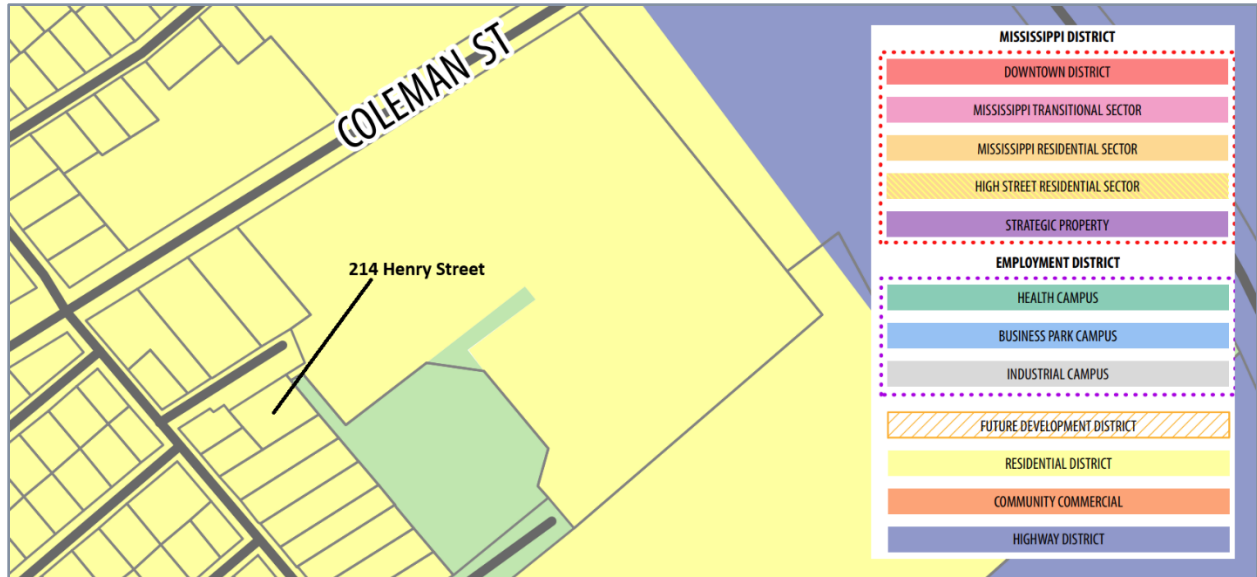 COLEMAN ST
214 Henry Street
MISSISSIPPI DISTRICT
DOWNTOWN DISTRICT
MISSISSIPPI TRANSITIONAL SECTOR
MISSISSIPPI RESIDENTIAL SECTOR
HIGH STREET RESIDENTIAL SECTOR
STRATEGIC PROPERTY
EMPLOYMENT DISTRICT
HEALTH CAMPUS
BUSINESS PARK CAMPUS
INDUSTRIAL CAMPUS
FUTURE DEVELOPMENT DISTRICT
RESIDENTIAL DISTRICT
COMMUNITY COMMERCIAL
HIGHWAY DISTRICT